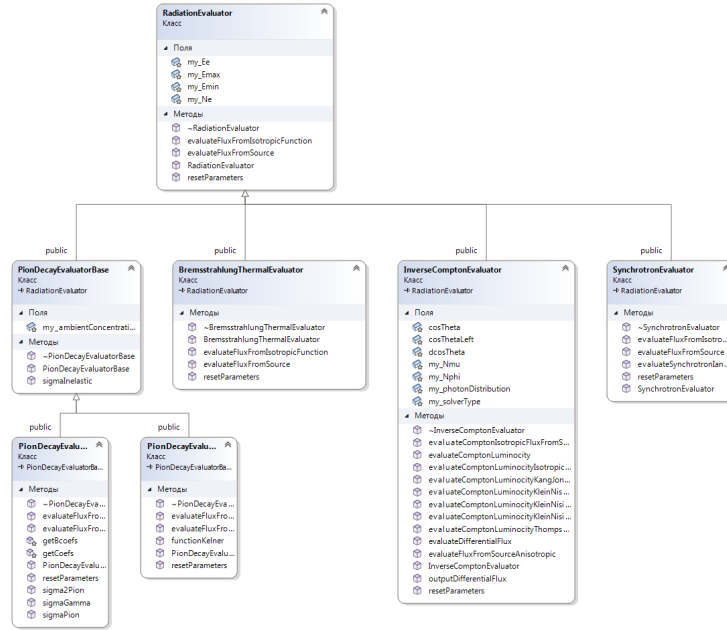 RadiationEvaluator
Класс
Поля
my_Ee
my_Emax
my_Emin
my_Ne
Методы
~RadiationEvaluator
evaluateFluxFromIsotropicFunction
evaluateFluxFromSource
RadiationEvaluator
resetParameters
public
public
public
public
PionDecayEvaluatorBase
Класс
RadiationEvaluator
Поля
my_ambientConcentrati...
Методы
~PionDecayEvaluatorBase
PionDecayEvaluatorBase
sigmaInelastic
BremsstrahlungThermalEvaluator
Класс
RadiationEvaluator
Методы
~BremsstrahlungThermalEvaluator
BremsstrahlungThermalEvaluator
evaluateFluxFromIsotropicFunction
evaluateFluxFromSource
resetParameters
InverseComptonEvaluator
Класс
RadiationEvaluator
Поля
cosTheta
cosThetaLeft
dcosTheta
my_Nmu
my_Nphi
my_photonDistribution
my_solverType
Методы
~InverseComptonEvaluator
evaluateComptonIsotropicFluxFromS...
evaluateComptonLuminocity
evaluateComptonLuminocityIsotropic...
evaluateComptonLuminocityKangJon...
evaluateComptonLuminocityKleinNis...
evaluateComptonLuminocityKleinNisi...
evaluateComptonLuminocityKleinNisi...
evaluateComptonLuminocityThomps...
evaluateDifferentialFlux
evaluateFluxFromSourceAnisotropic
InverseComptonEvaluator
outputDifferentialFlux
resetParameters
SynchrotronEvaluator
Класс
RadiationEvaluator
Методы
~SynchrotronEvaluator
evaluateFluxFromIsotro...
evaluateFluxFromSource
evaluateSynchrotronIan...
resetParameters
SynchrotronEvaluator
public
public
PionDecayEvalu...
Класс
PionDecayEvaluatorBa...
Методы
~PionDecayEva...
evaluateFluxFro...
evaluateFluxFro...
getBcoefs
getCoefs
PionDecayEvalu...
resetParameters
sigma2Pion
sigmaGamma
sigmaPion
PionDecayEvalu...
Класс
PionDecayEvaluatorBa...
Методы
~PionDecayEva...
evaluateFluxFro...
evaluateFluxFro...
functionKelner
PionDecayEvalu...
resetParameters